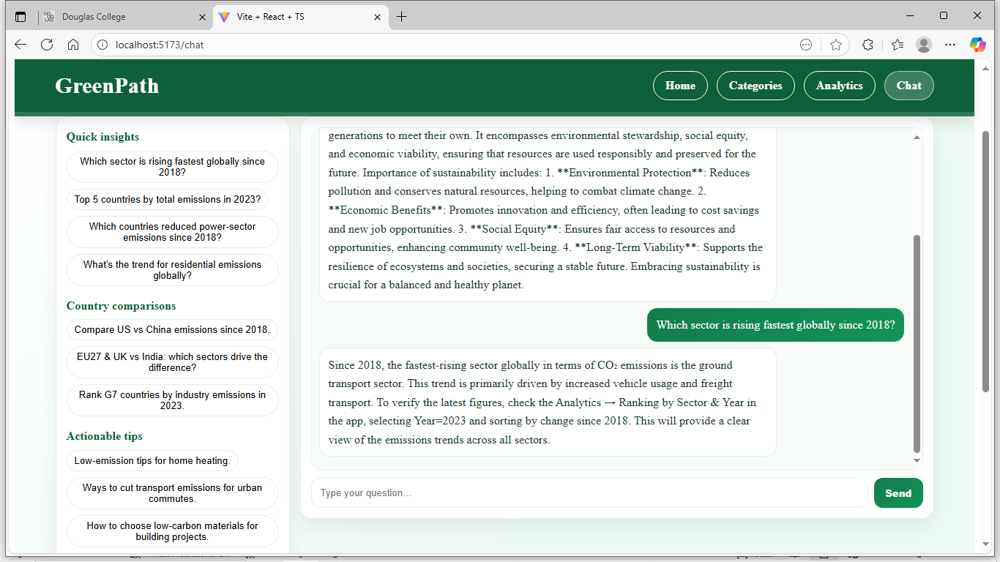 Douglas College
Vite + React + TS
localhost:5173/chat
GreenPath
Home
Categories
Analytics
Chat
Quick insights
Which sector is rising fastest globally since
2018?
Top 5 countries by total emissions in 2023?
Which countries reduced power-sector
emissions since 2018?
What's the trend for residential emissions
globally?
Country comparisons
Compare US vs China emissions since 2018.
EU27 & UK vs India: which sectors drive the
difference?
Rank G7 countries by industry emissions in
2023.
Actionable tips
Low-emission tips for home heating.
Ways to cut transport emissions for urban
commutes.
How to choose low-carbon materials for
building projects.
generations to meet their own. It encompasses environmental stewardship, social equity,
and economic viability, ensuring that resources are used responsibly and preserved for the
future. Importance of sustainability includes: 1. **Environmental Protection**: Reduces
pollution and conserves natural resources, helping to combat climate change. 2.
**Economic Benefits**: Promotes innovation and efficiency, often leading to cost savings
and new job opportunities. 3. **Social Equity**: Ensures fair access to resources and
opportunities, enhancing community well-being. 4. **Long-Term Viability**: Supports the
resilience of ecosystems and societies, securing a stable future. Embracing sustainability is
crucial for a balanced and healthy planet.
Which sector is rising fastest globally since 2018?
Since 2018, the fastest-rising sector globally in terms of CO₂ emissions is the ground
transport sector. This trend is primarily driven by increased vehicle usage and freight
transport. To verify the latest figures, check the Analytics → Ranking by Sector & Year in
the app, selecting Year=2023 and sorting by change since 2018. This will provide a clear
view of the emissions trends across all sectors.
Type your question…
Send